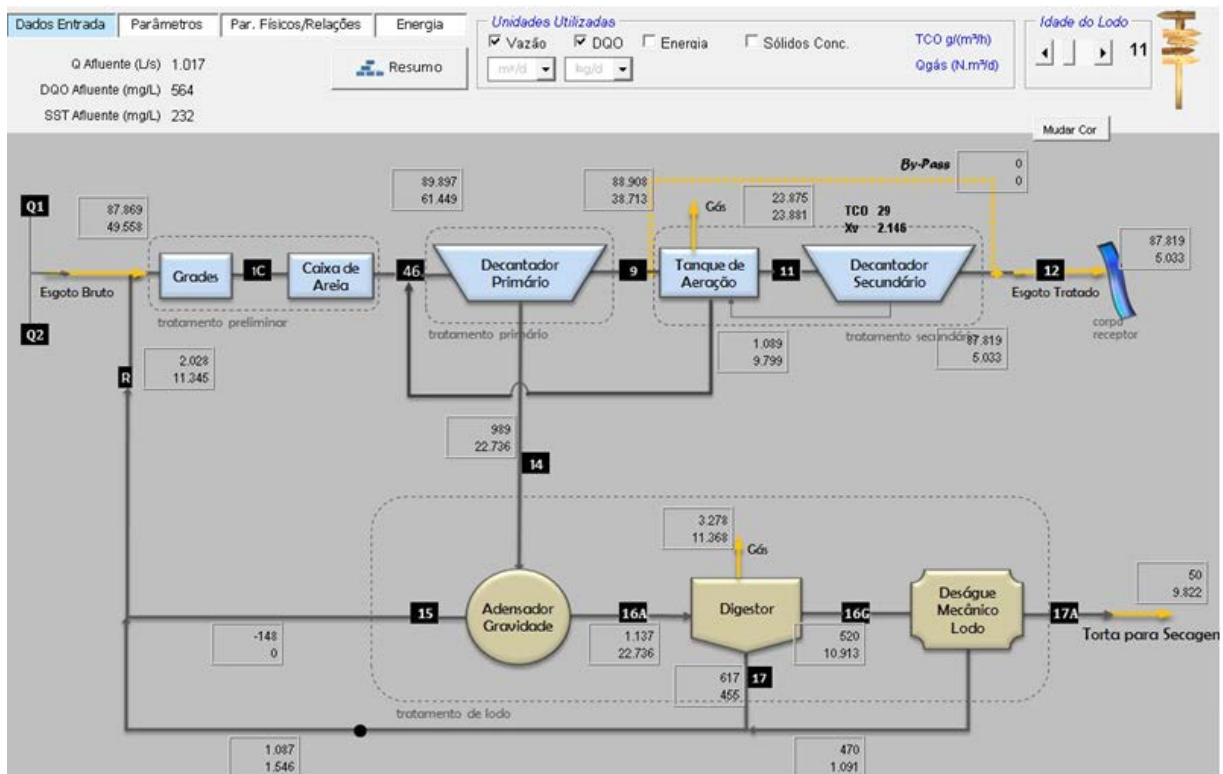 Dados Entrada Parâmetros Par. Físicos/Relações Energia
Q Afluente (L/s) 1.017
DQO Afluente (mg/L) 564
SST Afluente (mg/L) 232
Resumo
Unidades Utilizadas
Vazão DQO Energia Sólidos Conc.
m³/d kg/d
TCO g/(m³/h)
Qgás (N.m³/d)
Idade do Lodo
11
Mudar Cor
By-Pass
0
0
Q1
87.869
49.558
89.897
61.449
88.908
38.713
Gás
23.875
23.881
TCO 29
Xv 2.146
87.819
5.033
Esgoto Bruto
Grades
1C
Caixa de
Areia
46
Decantador
Primário
9
Tanque de
Aeração
11
Decantador
Secundário
12
Esgoto Tratado
corpo
receptor
tratamento preliminar
tratamento primário
tratamento secundário
Q2
R
2.028
11.345
1.089
9.799
87.819
5.033
989
22.736
14
3.278
11.368
Gás
15
Adensador
Gravidade
16A
Digestor
16G
Deságue
Mecânico
Lodo
17A
50
9.822
Torta para Secagen
-148
0
1.137
22.736
520
10.913
617
455
17
tratamento de lodo
1.087
1.546
470
1.091